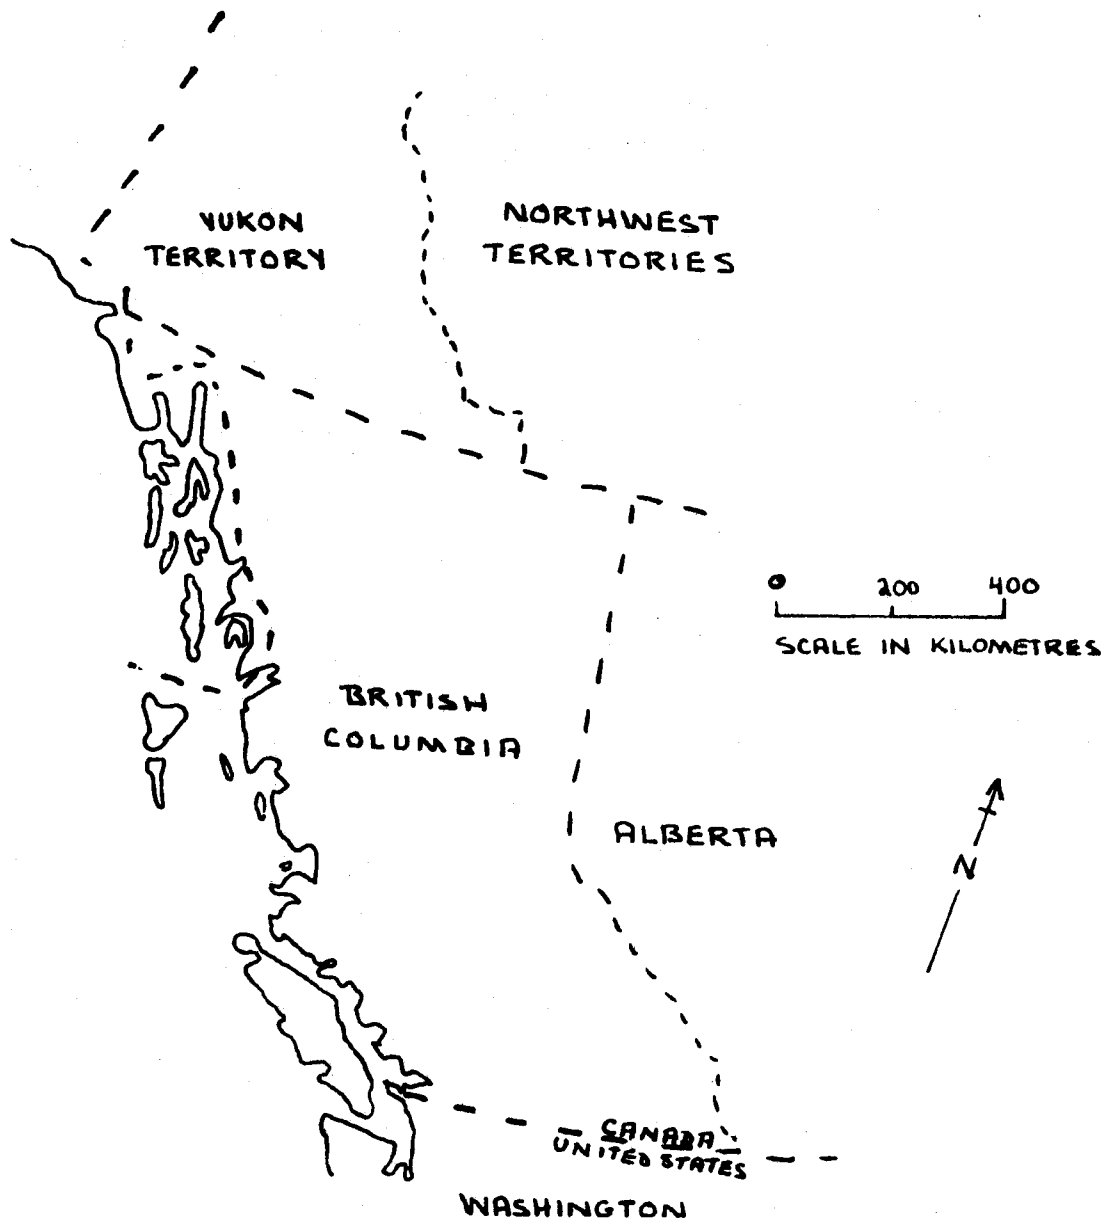 YUKON
TERRITORY
NORTHWEST
TERRITORIES
0 200 400
SCALE IN KILOMETRES
BRITISH
COLUMBIA
ALBERTA
N
CANADA
UNITED STATES
WASHINGTON